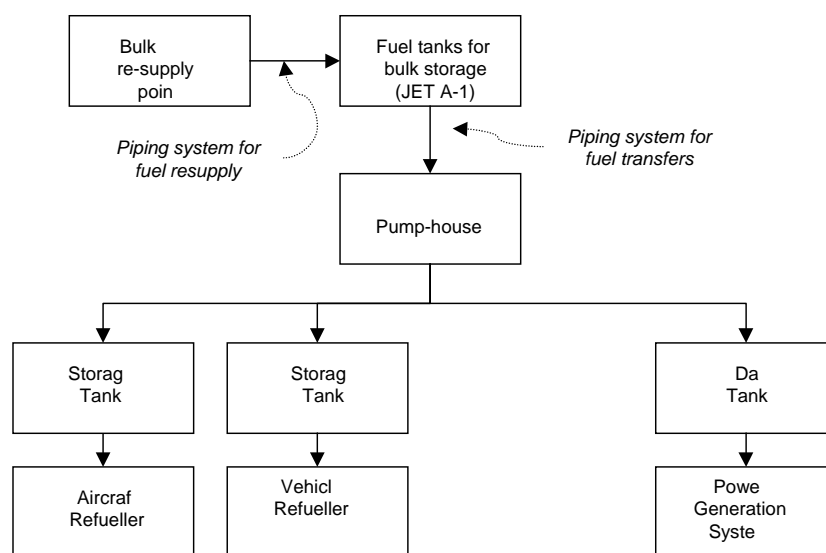 Bulk
re-supply
poin
Fuel tanks for
bulk storage
(JET A-1)
Piping system for
fuel resupply
Piping system for
fuel transfers
Pump-house
Storag
Tank
Storag
Tank
Da
Tank
Aircraf
Refueller
Vehicl
Refueller
Powe
Generation
Syste